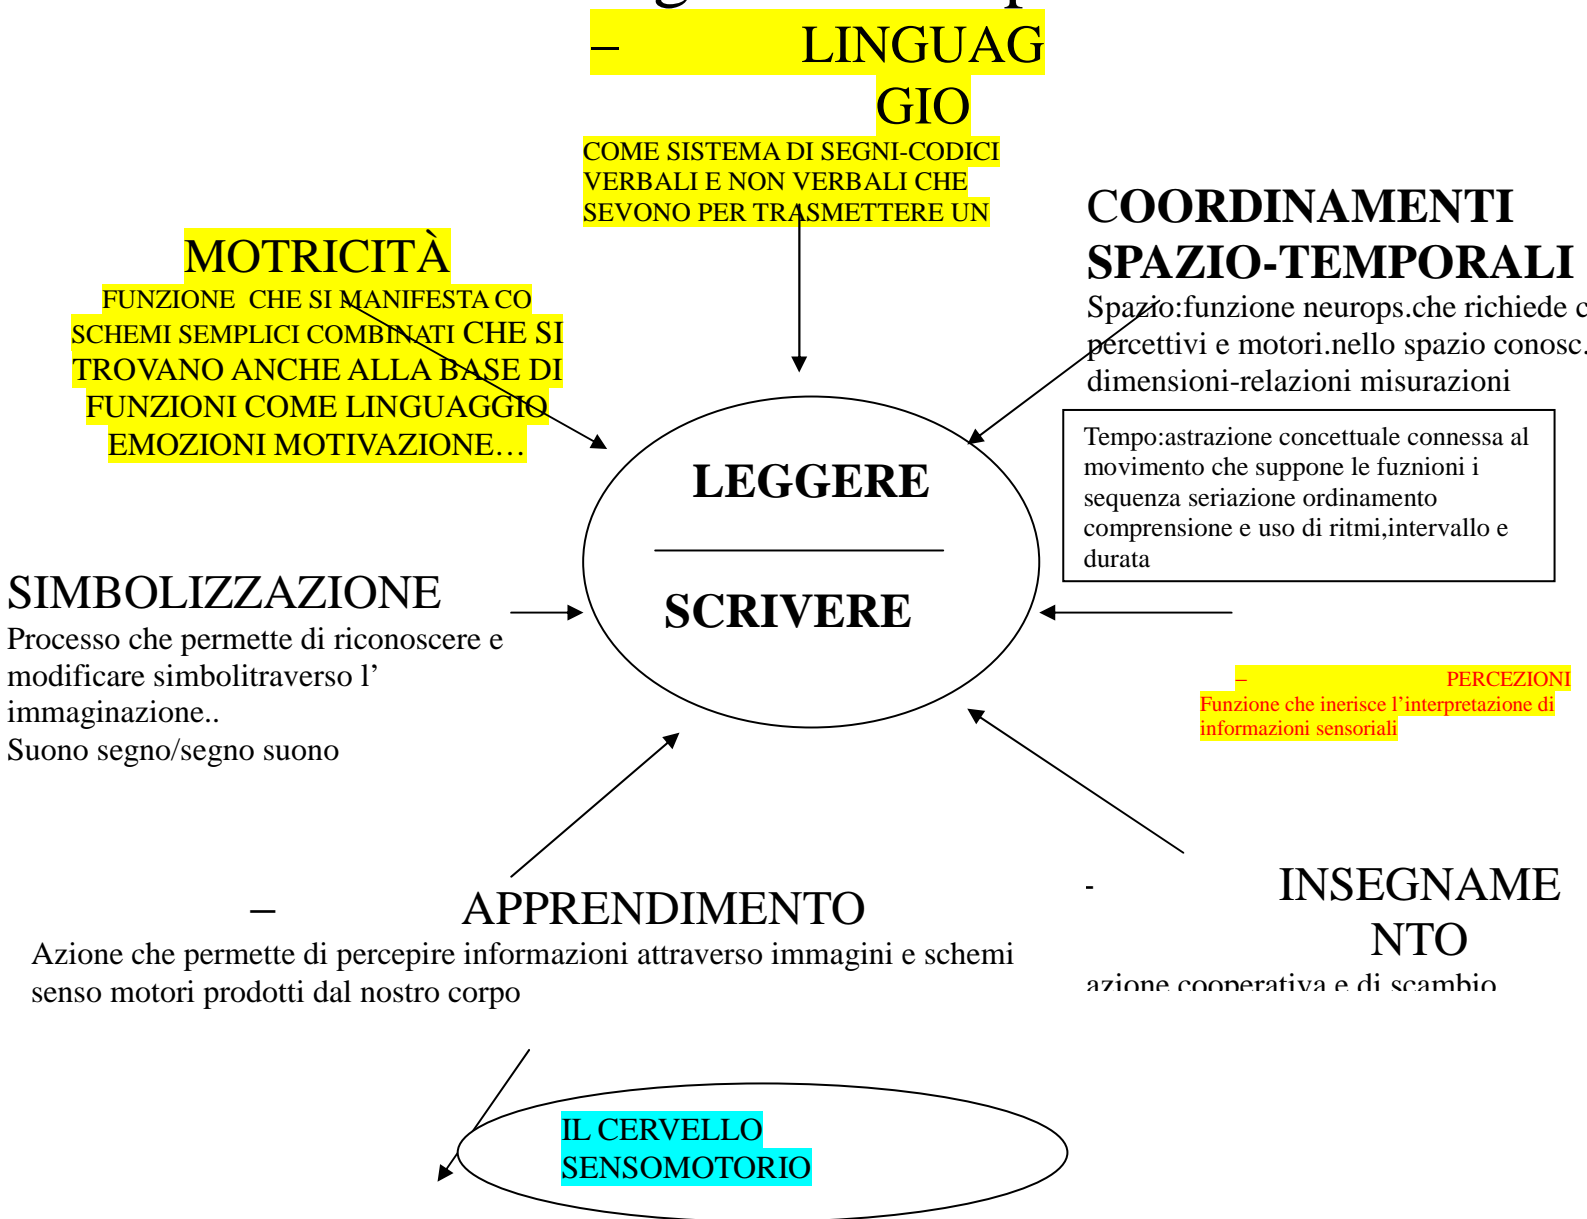 –    LINGUAG
GIO
COME SISTEMA DI SEGNI-CODICI
VERBALI E NON VERBALI CHE
SEVONO PER TRASMETTERE UN
MOTRICITÀ
FUNZIONE CHE SI MANIFESTA CO
SCHEMI SEMPLICI COMBINATI CHE SI
TROVANO ANCHE ALLA BASE DI
FUNZIONI COME LINGUAGGIO
EMOZIONI MOTIVAZIONE…
COORDINAMENTI
SPAZIO-TEMPORALI
Spazio:funzione neurops.che richiede
percettivi e motori.nello spazio conosc.
dimensioni-relazioni misurazioni
Tempo:astrazione concettuale connessa al
movimento che suppone le fuznioni i
sequenza seriazione ordinamento
comprensione e uso di ritmi,intervallo e
durata
LEGGERE
SCRIVERE
SIMBOLIZZAZIONE
Processo che permette di riconoscere e
modificare simbolitraverso l’
immaginazione..
Suono segno/segno suono
–    PERCEZIONI
Funzione che inerisce l’interpretazione di
informazioni sensoriali
–    APPRENDIMENTO
Azione che permette di percepire informazioni attraverso immagini e schemi
senso motori prodotti dal nostro corpo
-    INSEGNAME
NTO
azione cooperativa e di scambio
IL CERVELLO
SENSOMOTORIO